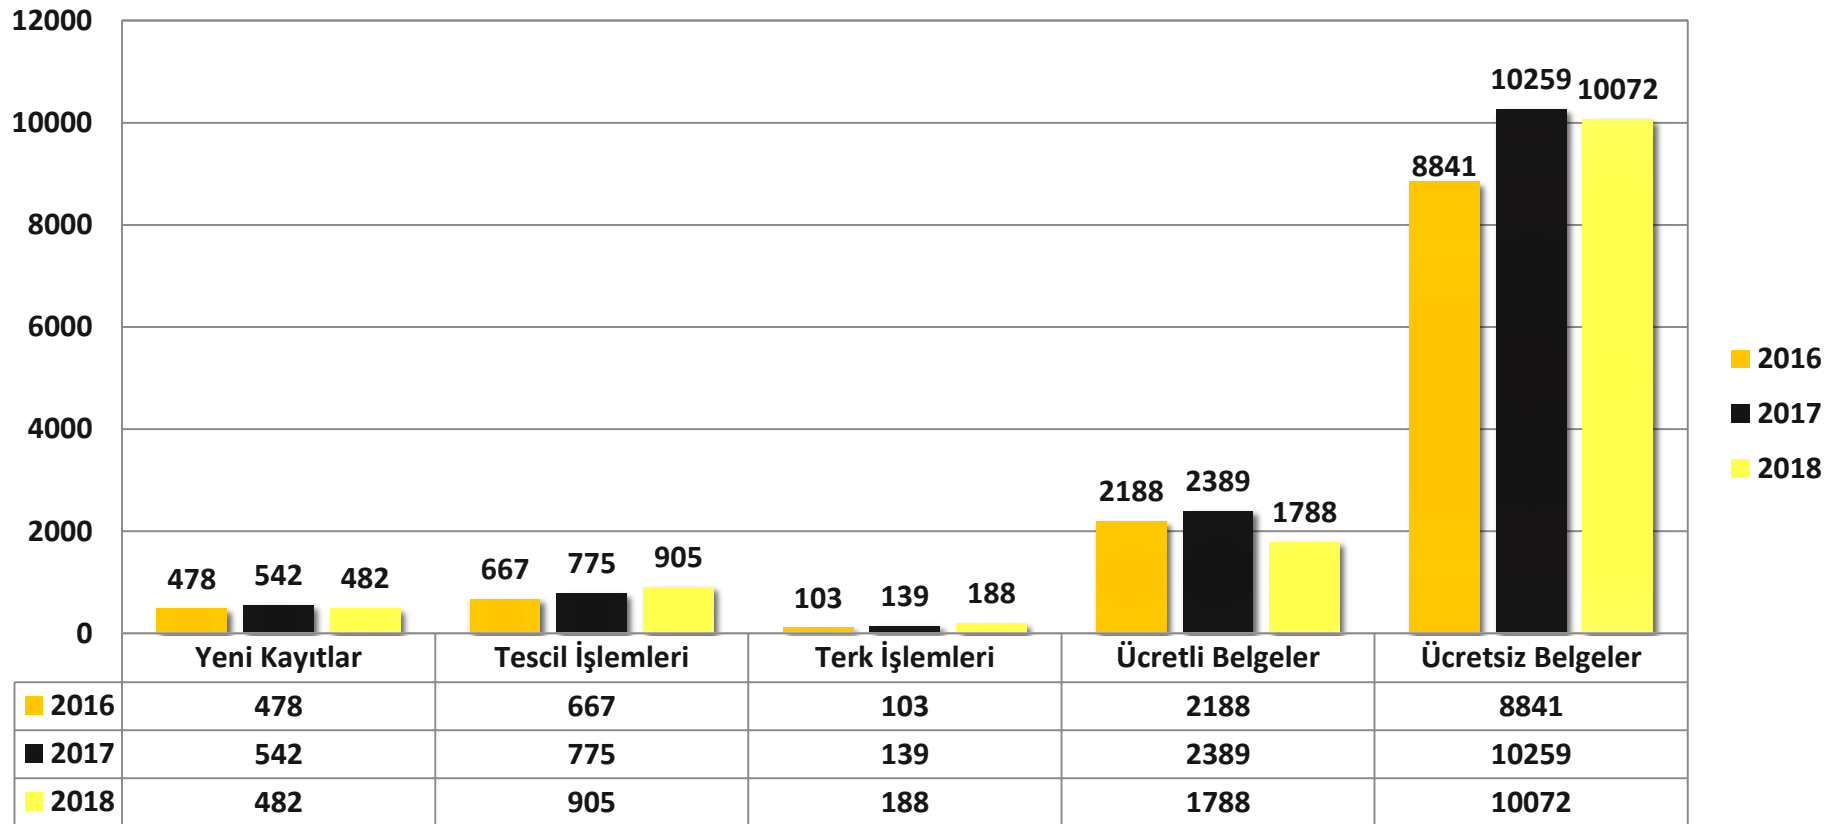 12000
10000
8000
6000
4000
2000
0
478 542 482
667 775 905
103 139 188
2188 2389 1788
8841 10259 10072
Yeni Kayıtlar Tescil İşlemleri Terk İşlemleri Ücretli Belgeler Ücretsiz Belgeler
2016 478 667 103 2188 8841
2017 542 775 139 2389 10259
2018 482 905 188 1788 10072
2016
2017
2018